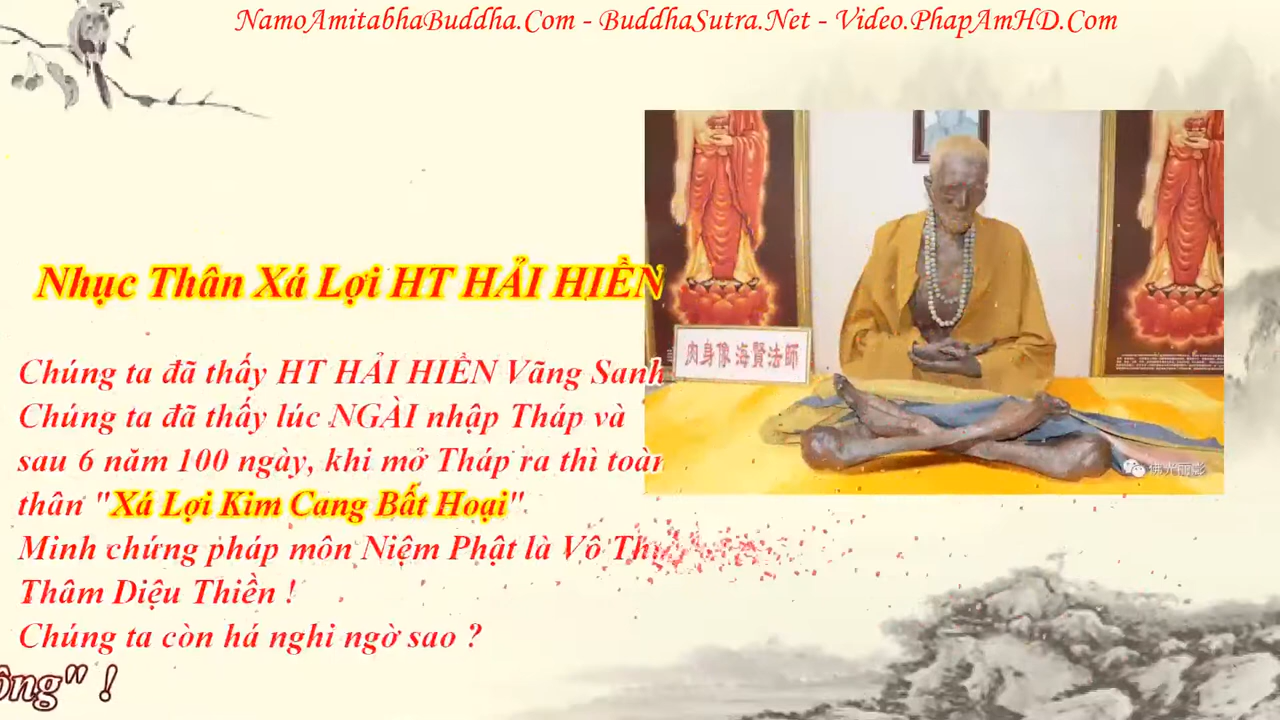 NamoAmitabhaBuddha.Com - BuddhaSutra.Net - Video.PhapAmHD.Com
Nhục Thân Xá Lợi HT HẢI HIỀN
Chúng ta đã thấy HT HẢI HIỀN Vãng Sanh
Chúng ta đã thấy lúc NGÀI nhập Tháp và
sau 6 năm 100 ngày, khi mở Tháp ra thì toàn
thân "Xá Lợi Kim Cang Bất Hoại".
Minh chứng pháp môn Niệm Phật là Vô
Thâm Diệu Thiền !
Chúng ta còn há nghi ngờ sao ?
ông" !
肉身像 海賢法師
佛光丽影